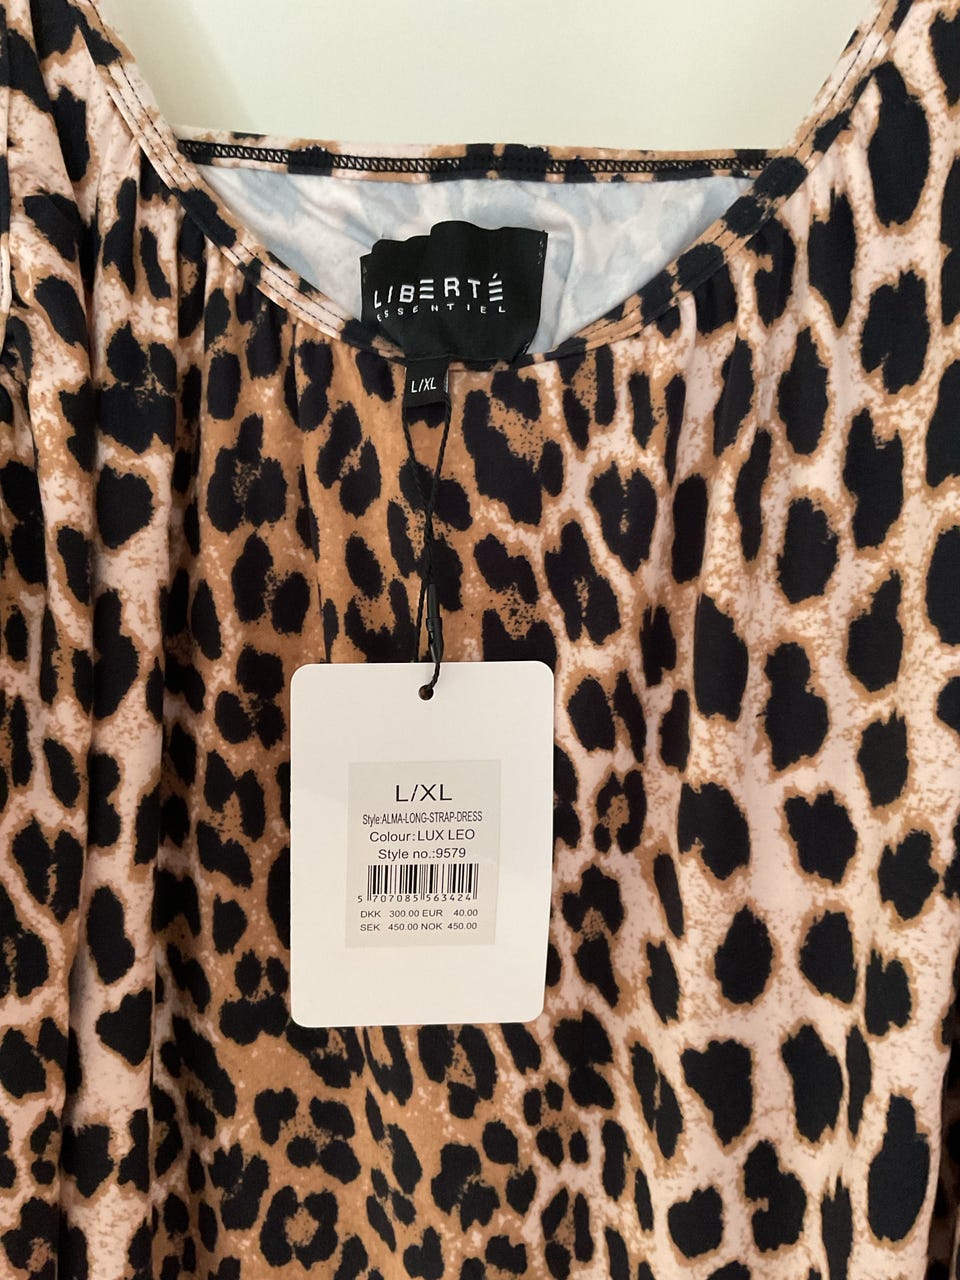 LIBERTÉ
ESSENTIEL
L/XL
L/XL
Style:ALMA-LONG-STRAP-DRESS
Colour: LUX LEO
Style no.:9579
5 707085 563424
DKK 300.00 EUR 40.00
SEK 450.00 NOK 450.00